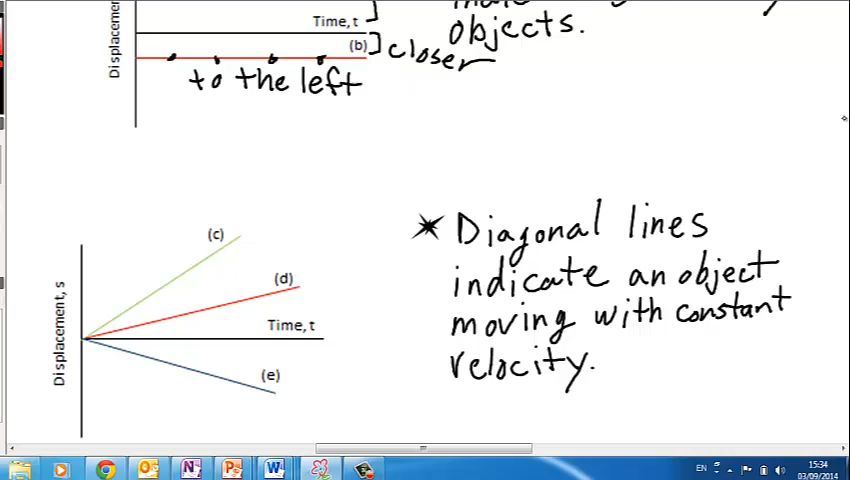 Time, t
objects.
Displacemen
(b)
closer
to the left
Diagonal lines
indicate an object
moving with constant
velocity.
(c)
(d)
Displacement, s
Time, t
(e)
EN
15:34
03/09/2014